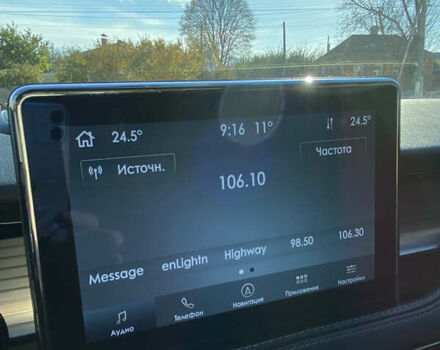 24.5° 9:16 11° 24.5°
Источн. Частота
106.10
Message enLightn Highway 98.50 106.30
Аудио Телефон Навигация Приложения Настройки